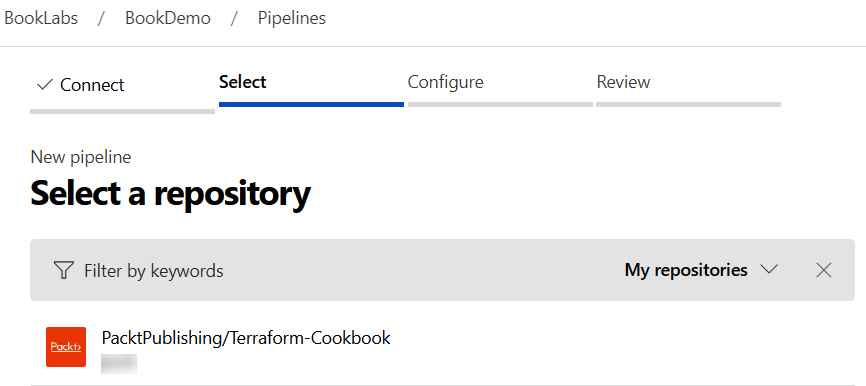 BookLabs / BookDemo / Pipelines
Connect Select Configure Review
New pipeline
Select a repository
Filter by keywords My repositories
Packt› PacktPublishing/Terraform-Cookbook